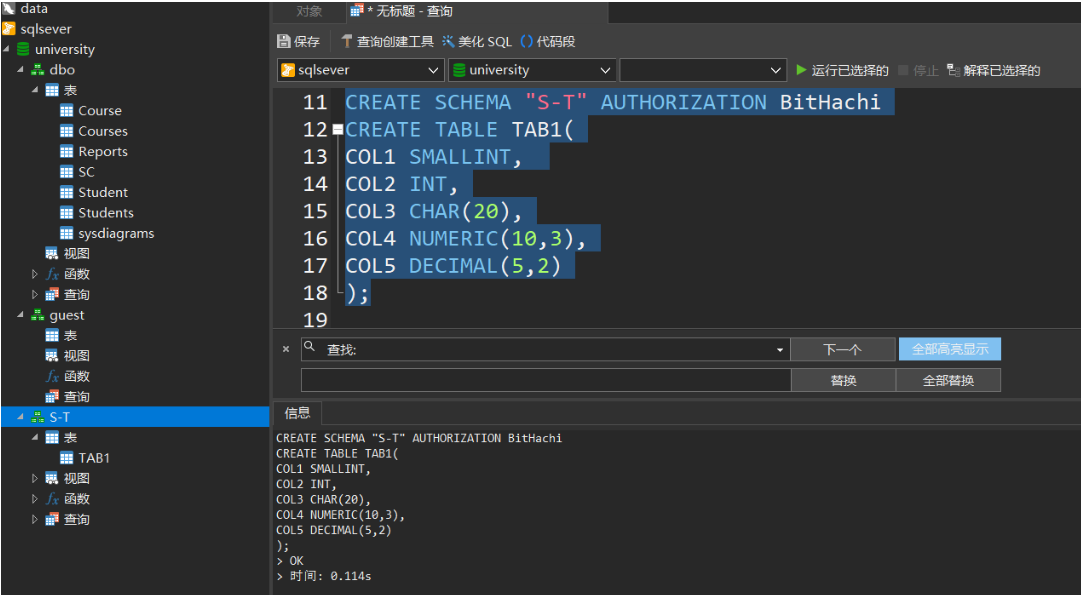 data
sqlsever
university
dbo
表
Course
Courses
Reports
SC
Student
Students
sysdiagrams
视图
fx 函数
查询
guest
表
视图
fx 函数
查询
S-T
表
TAB1
视图
fx 函数
查询
对象 * 无标题 - 查询
保存 查询创建工具 美化 SQL () 代码段
sqlsever university 运行已选择的 停止 解释已选择的
11 CREATE SCHEMA "S-T" AUTHORIZATION BitHachi
12 CREATE TABLE TAB1(
13 COL1 SMALLINT,
14 COL2 INT,
15 COL3 CHAR(20),
16 COL4 NUMERIC(10,3),
17 COL5 DECIMAL(5,2)
18 );
19
× 查找: 下一个 全部高亮显示
替换 全部替换
信息
CREATE SCHEMA "S-T" AUTHORIZATION BitHachi
CREATE TABLE TAB1(
COL1 SMALLINT,
COL2 INT,
COL3 CHAR(20),
COL4 NUMERIC(10,3),
COL5 DECIMAL(5,2)
);
> OK
> 时间: 0.114s